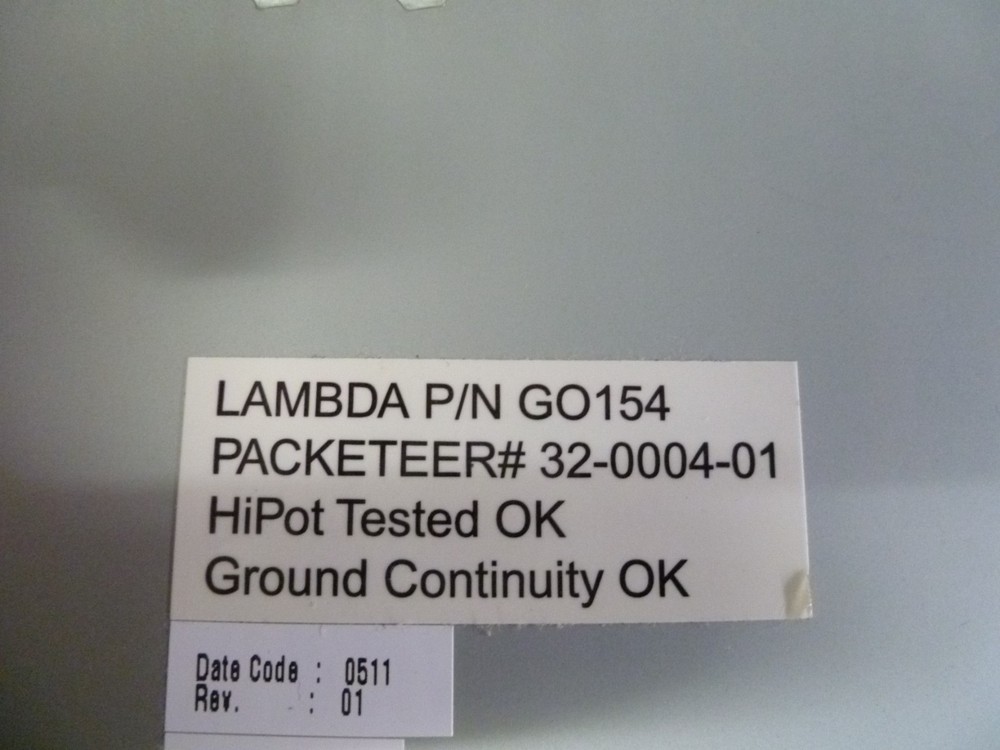 LAMBDA P/N GO154
PACKETEER# 32-0004-01
HiPot Tested OK
Ground Continuity OK
Date Code : 0511
Rev. : 01